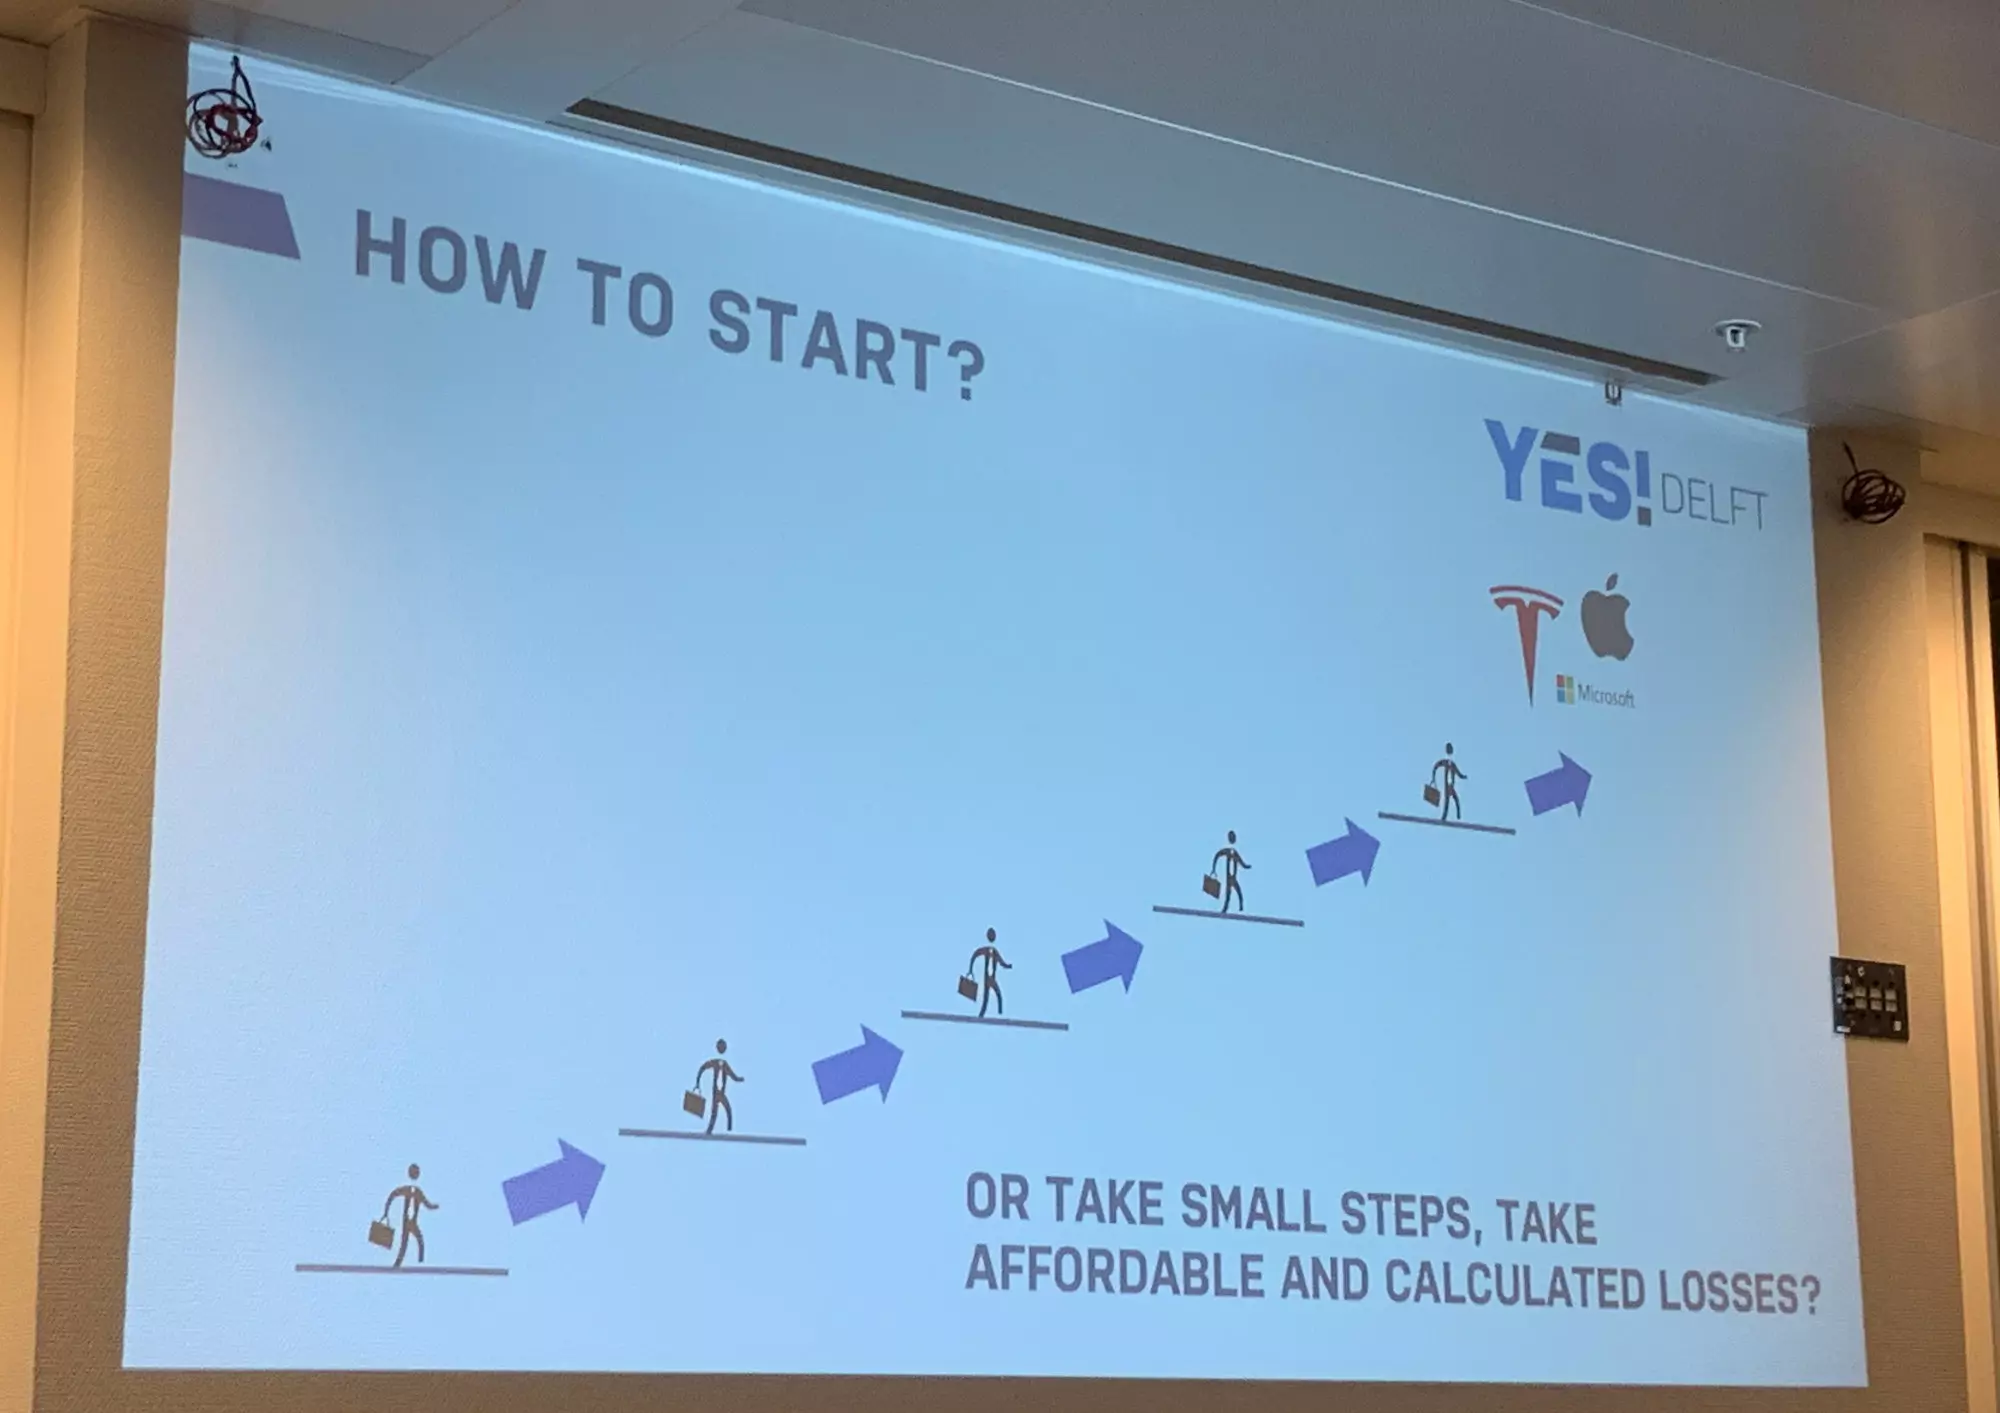 HOW TO START?
YES! DELFT
Microsoft
OR TAKE SMALL STEPS, TAKE
AFFORDABLE AND CALCULATED LOSSES?